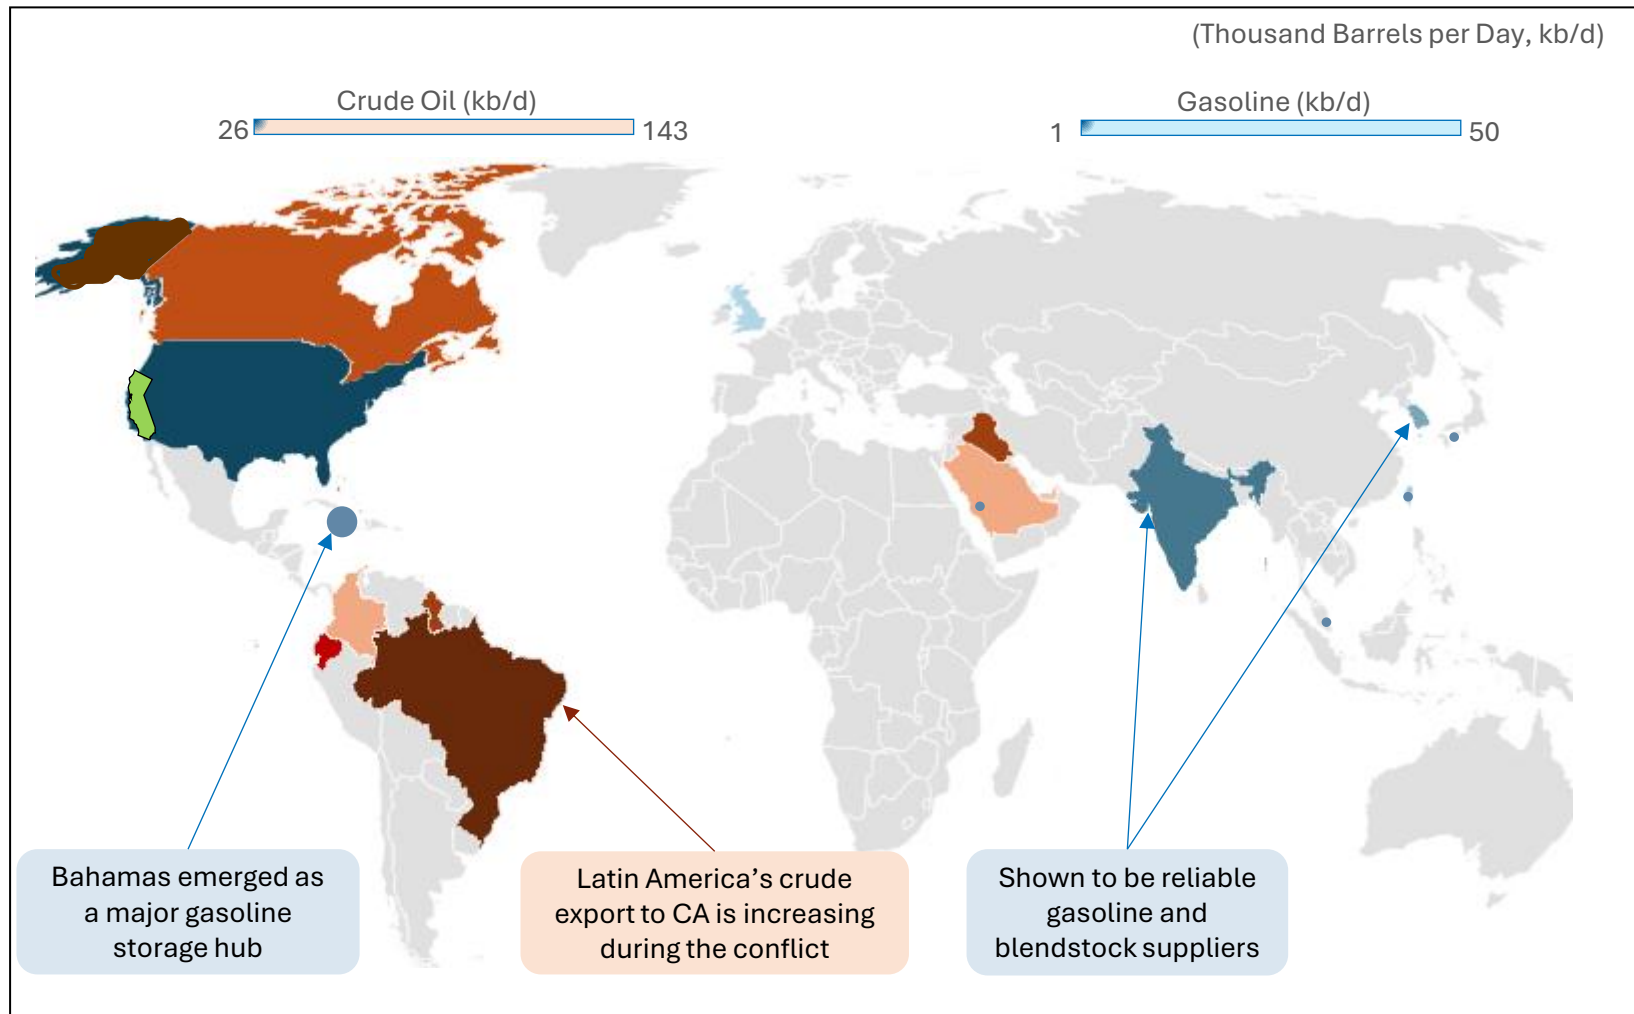 (Thousand Barrels per Day, kb/d)
Crude Oil (kb/d)
26
143
Gasoline (kb/d)
1
50
Bahamas emerged as
a major gasoline
storage hub
Latin America’s crude
export to CA is increasing
during the conflict
Shown to be reliable
gasoline and
blendstock suppliers